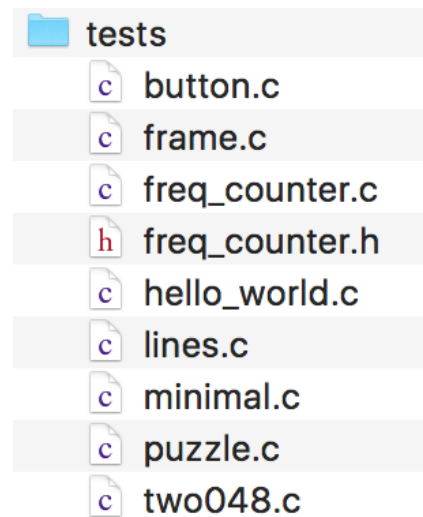 tests
c button.c
c frame.c
c freq_counter.c
h freq_counter.h
c hello_world.c
c lines.c
c minimal.c
c puzzle.c
c two048.c